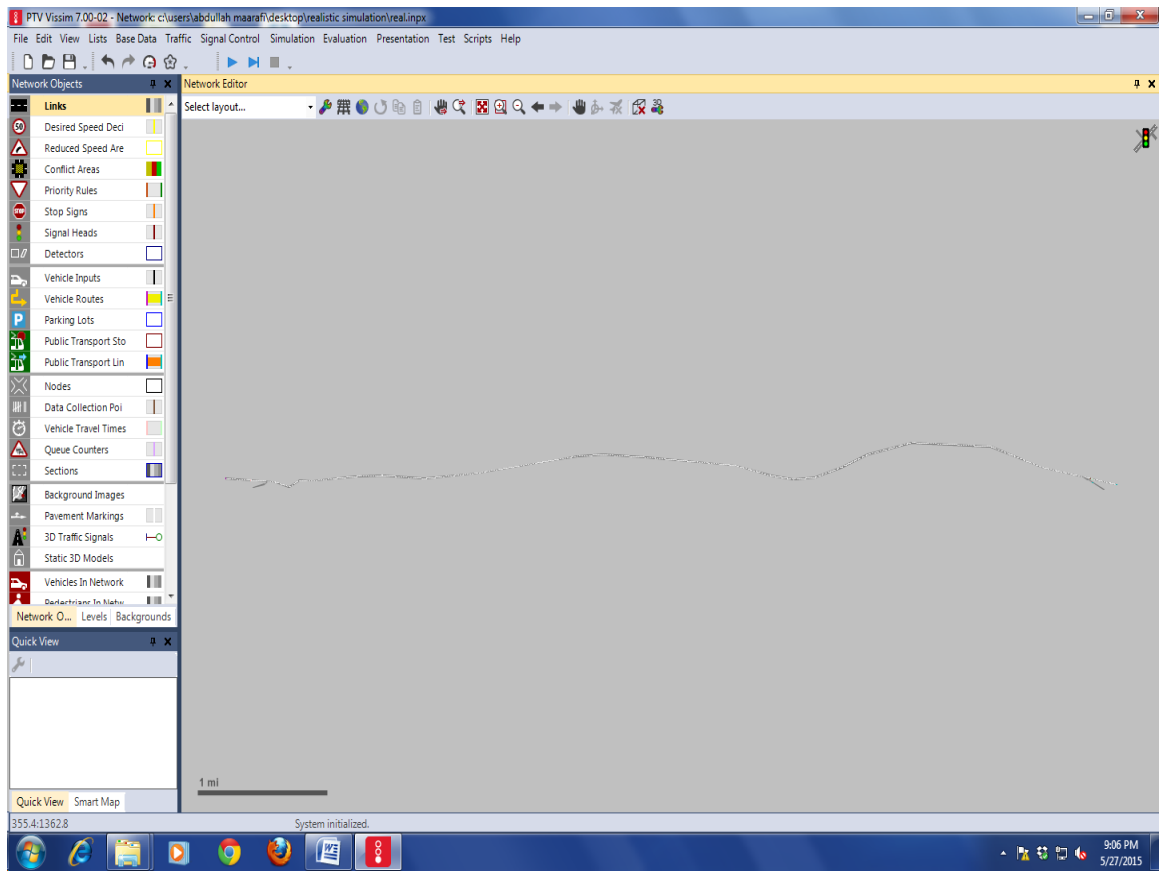 PTV Vissim 7.00-02 - Network: c:\users\abdullah maarafi\desktop\realistic simulation\real.inpx
File Edit View Lists Base Data Traffic Signal Control Simulation Evaluation Presentation Test Scripts Help
Network Objects
Network Editor
Links
Select layout...
50
Desired Speed Deci
Reduced Speed Are
Conflict Areas
Priority Rules
STOP
Stop Signs
Signal Heads
Detectors
Vehicle Inputs
Vehicle Routes
P
Parking Lots
Public Transport Sto
Public Transport Lin
Nodes
Data Collection Poi
Vehicle Travel Times
Queue Counters
Sections
Background Images
Pavement Markings
3D Traffic Signals
Static 3D Models
Vehicles In Network
Pedestrians In Netw
Network O... Levels Backgrounds
Quick View
1 mi
Quick View Smart Map
355.4:1362.8 System initialized.
9:06 PM
5/27/2015